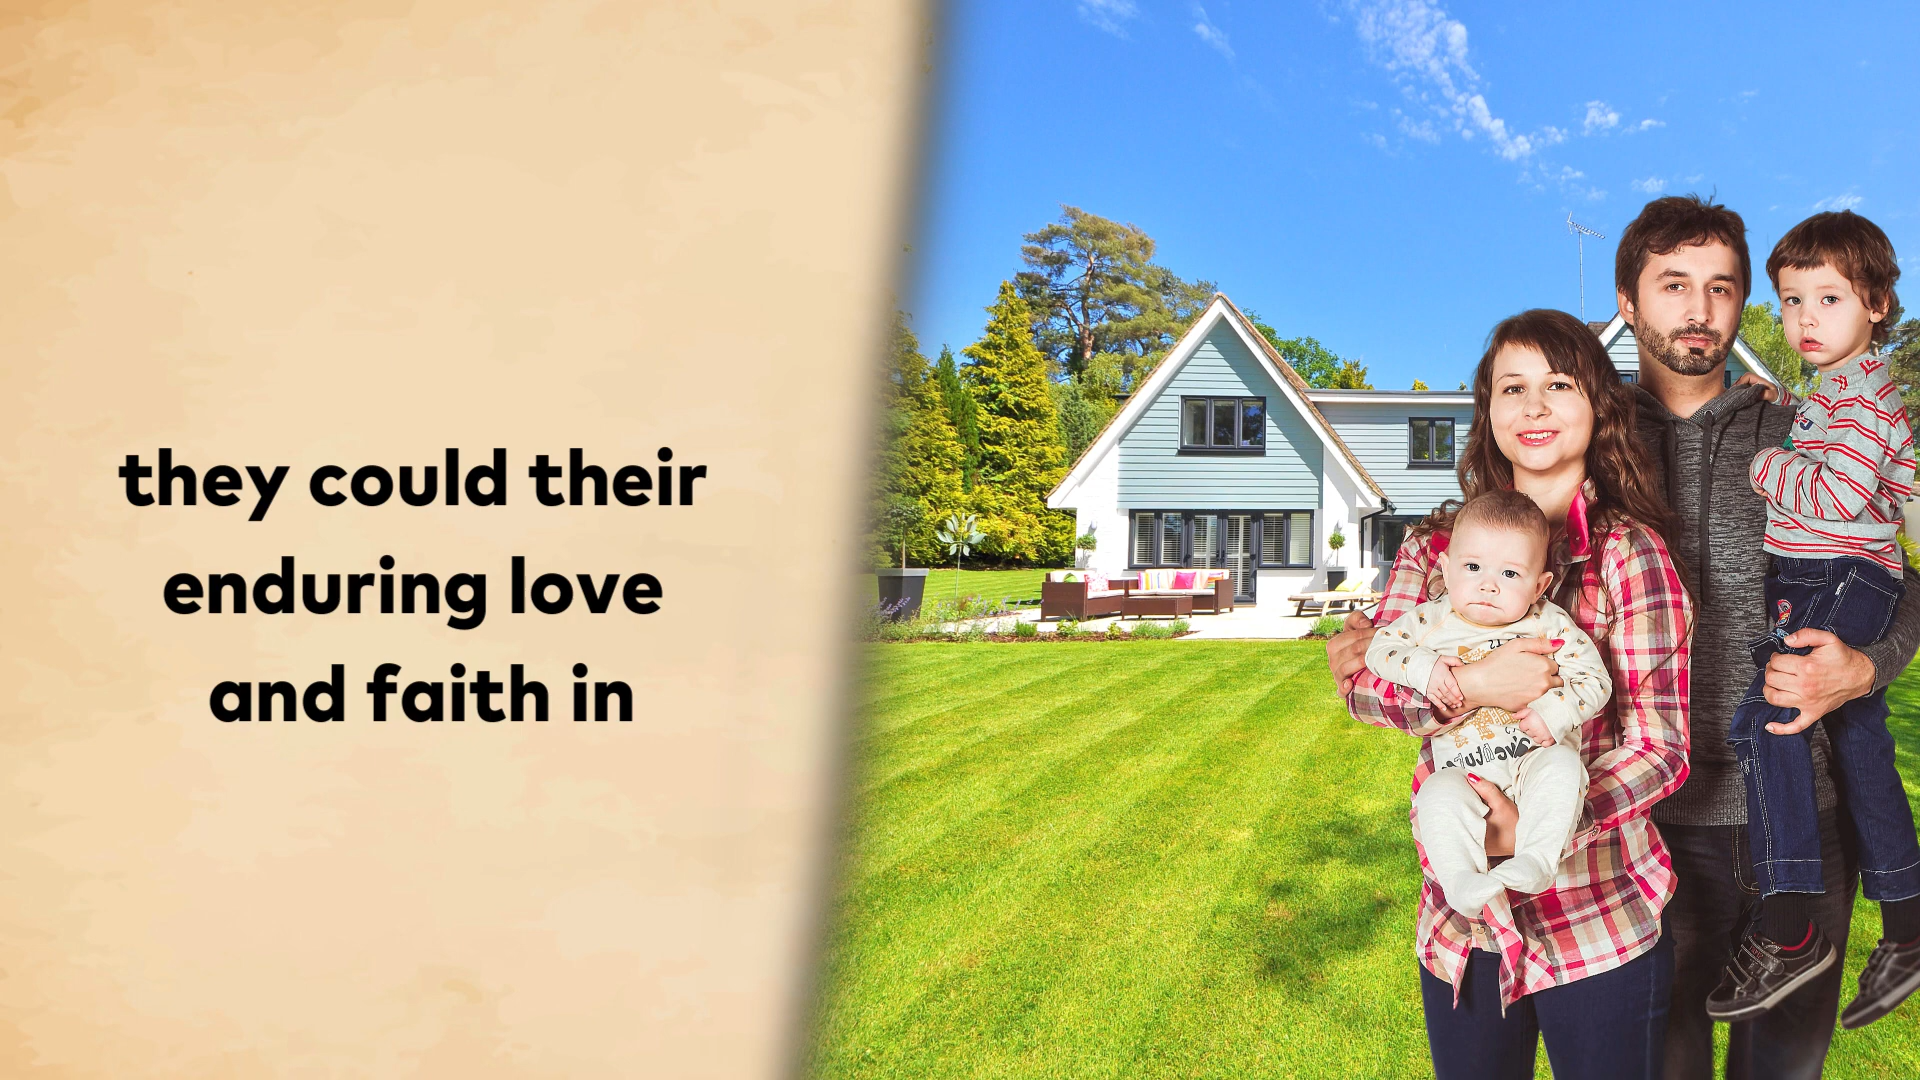 they could their
enduring love
and faith in